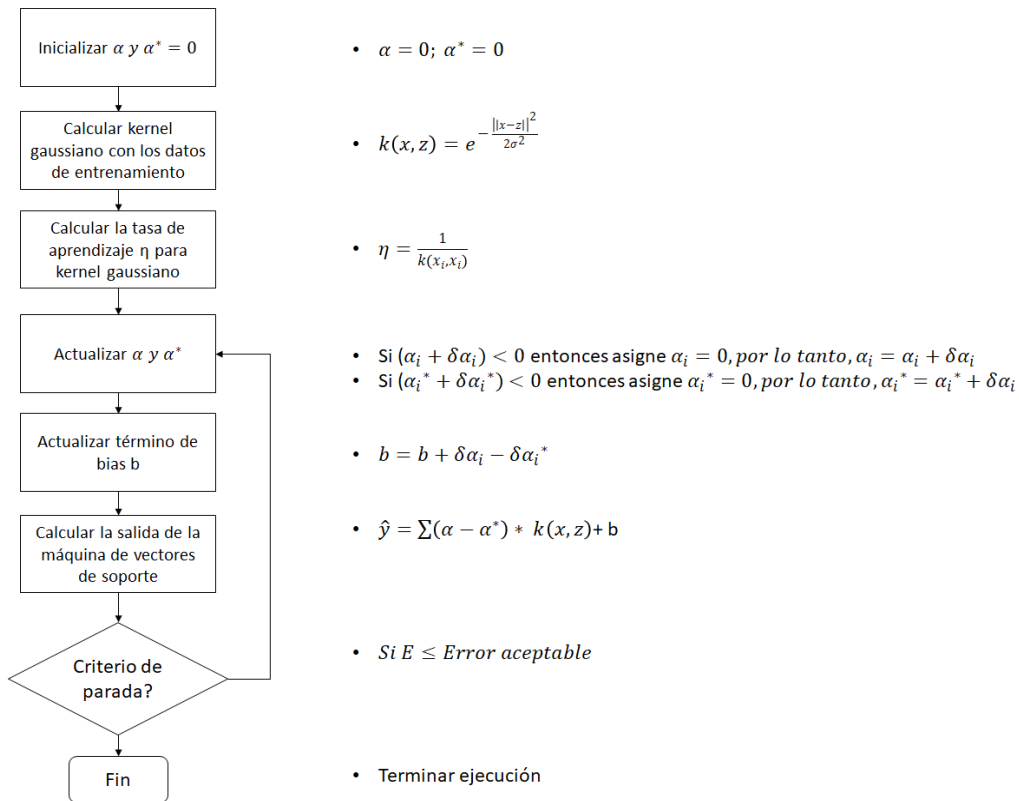 Inicializar α y α* = 0
• α = 0; α* = 0
Calcular kernel
gaussiano con los datos
de entrenamiento
• k(x, z) = e^(−||x−z||²/2σ²)
Calcular la tasa de
aprendizaje η para
kernel gaussiano
• η = 1/k(xᵢ,xᵢ)
Actualizar α y α*
• Si (αᵢ + δαᵢ) < 0 entonces asigne αᵢ = 0, por lo tanto, αᵢ = αᵢ + δαᵢ
• Si (αᵢ* + δαᵢ*) < 0 entonces asigne αᵢ* = 0, por lo tanto, αᵢ* = αᵢ* + δαᵢ
Actualizar término de
bias b
• b = b + δαᵢ − δαᵢ*
Calcular la salida de la
máquina de vectores
de soporte
• ŷ = ∑(α − α*) * k(x, z)+ b
Criterio de
parada?
• Si E ≤ Error aceptable
Fin
• Terminar ejecución